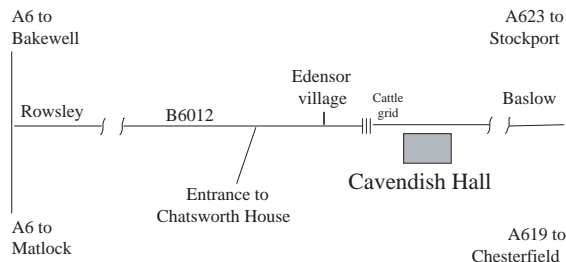 A6 to
Bakewell
A623 to
Stockport
Edensor
village
Cattle
grid
Baslow
Rowsley
B6012
Cavendish Hall
Entrance to
Chatsworth House
A6 to
Matlock
A619 to
Chesterfield